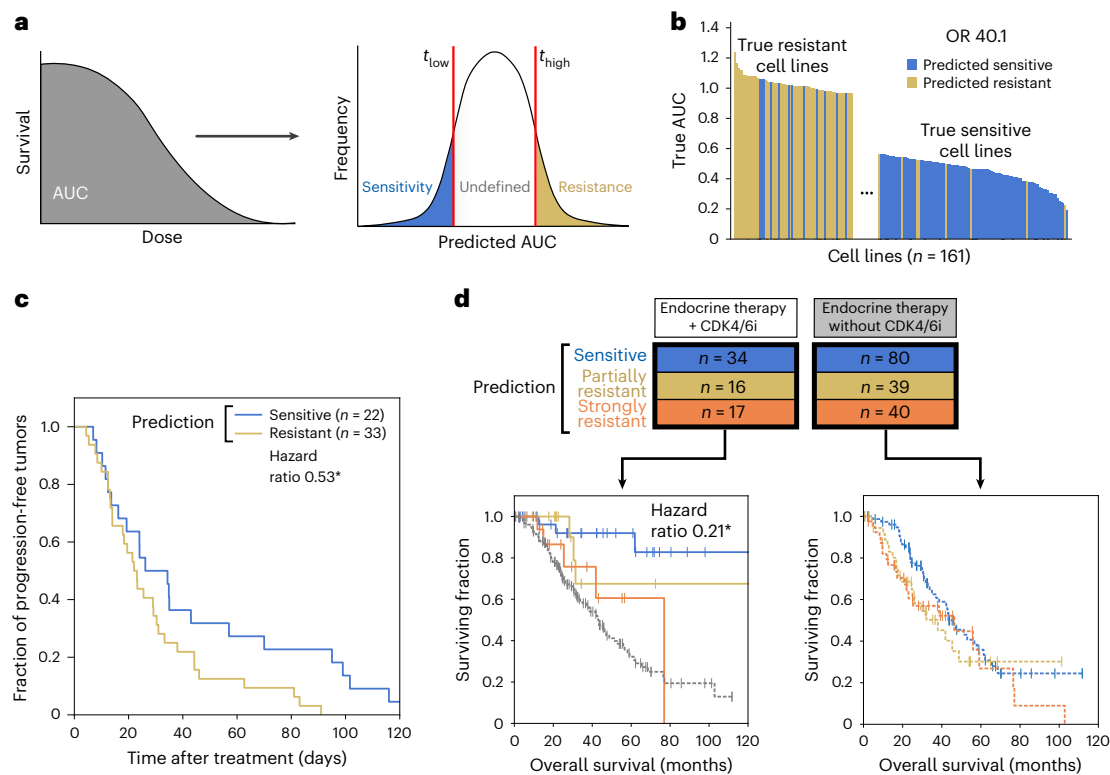 a
Survival
AUC
Dose
Frequency
tlow
thigh
Sensitivity
Undefined
Resistance
Predicted AUC
b
True AUC
1.4
1.2
1.0
0.8
0.6
0.4
0.2
0
True resistant
cell lines
OR 40.1
Predicted sensitive
Predicted resistant
True sensitive
cell lines
...
Cell lines (n = 161)
c
Fraction of progression-free tumors
1.0
0.8
0.6
0.4
0.2
0
Prediction
Sensitive (n = 22)
Resistant (n = 33)
Hazard
ratio 0.53*
0 20 40 60 80 100 120
Time after treatment (days)
d
Endocrine therapy
+ CDK4/6i
Endocrine therapy
without CDK4/6i
Prediction
Sensitive
Partially
resistant
Strongly
resistant
n = 34
n = 16
n = 17
n = 80
n = 39
n = 40
Surviving fraction
1.0
0.8
0.6
0.4
0.2
0
Hazard
ratio 0.21*
0 20 40 60 80 100 120
Overall survival (months)
Surviving fraction
1.0
0.8
0.6
0.4
0.2
0
0 20 40 60 80 100 120
Overall survival (months)